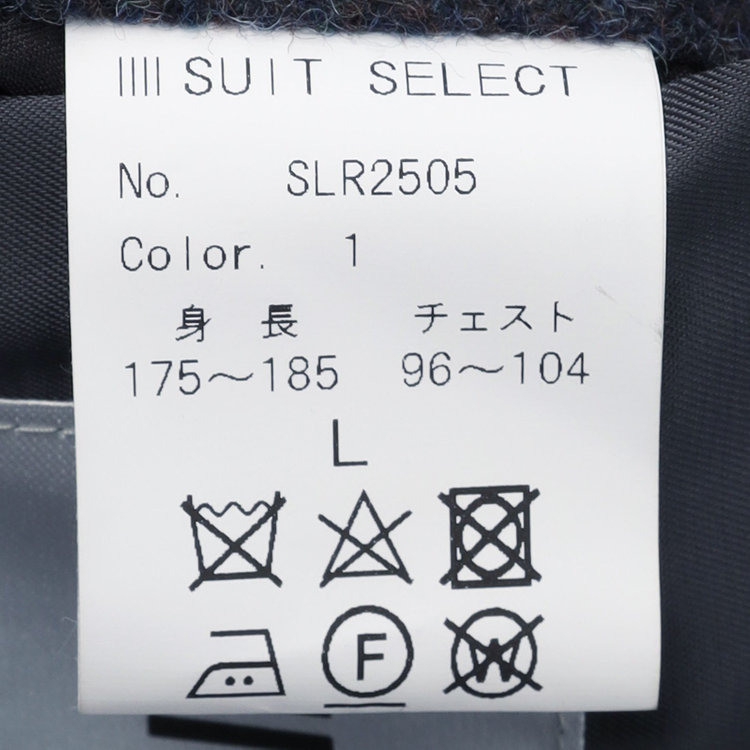 SUIT SELECT
No. SLR2505
Color. 1
身長 チェスト
175～185 96～104
L
F W